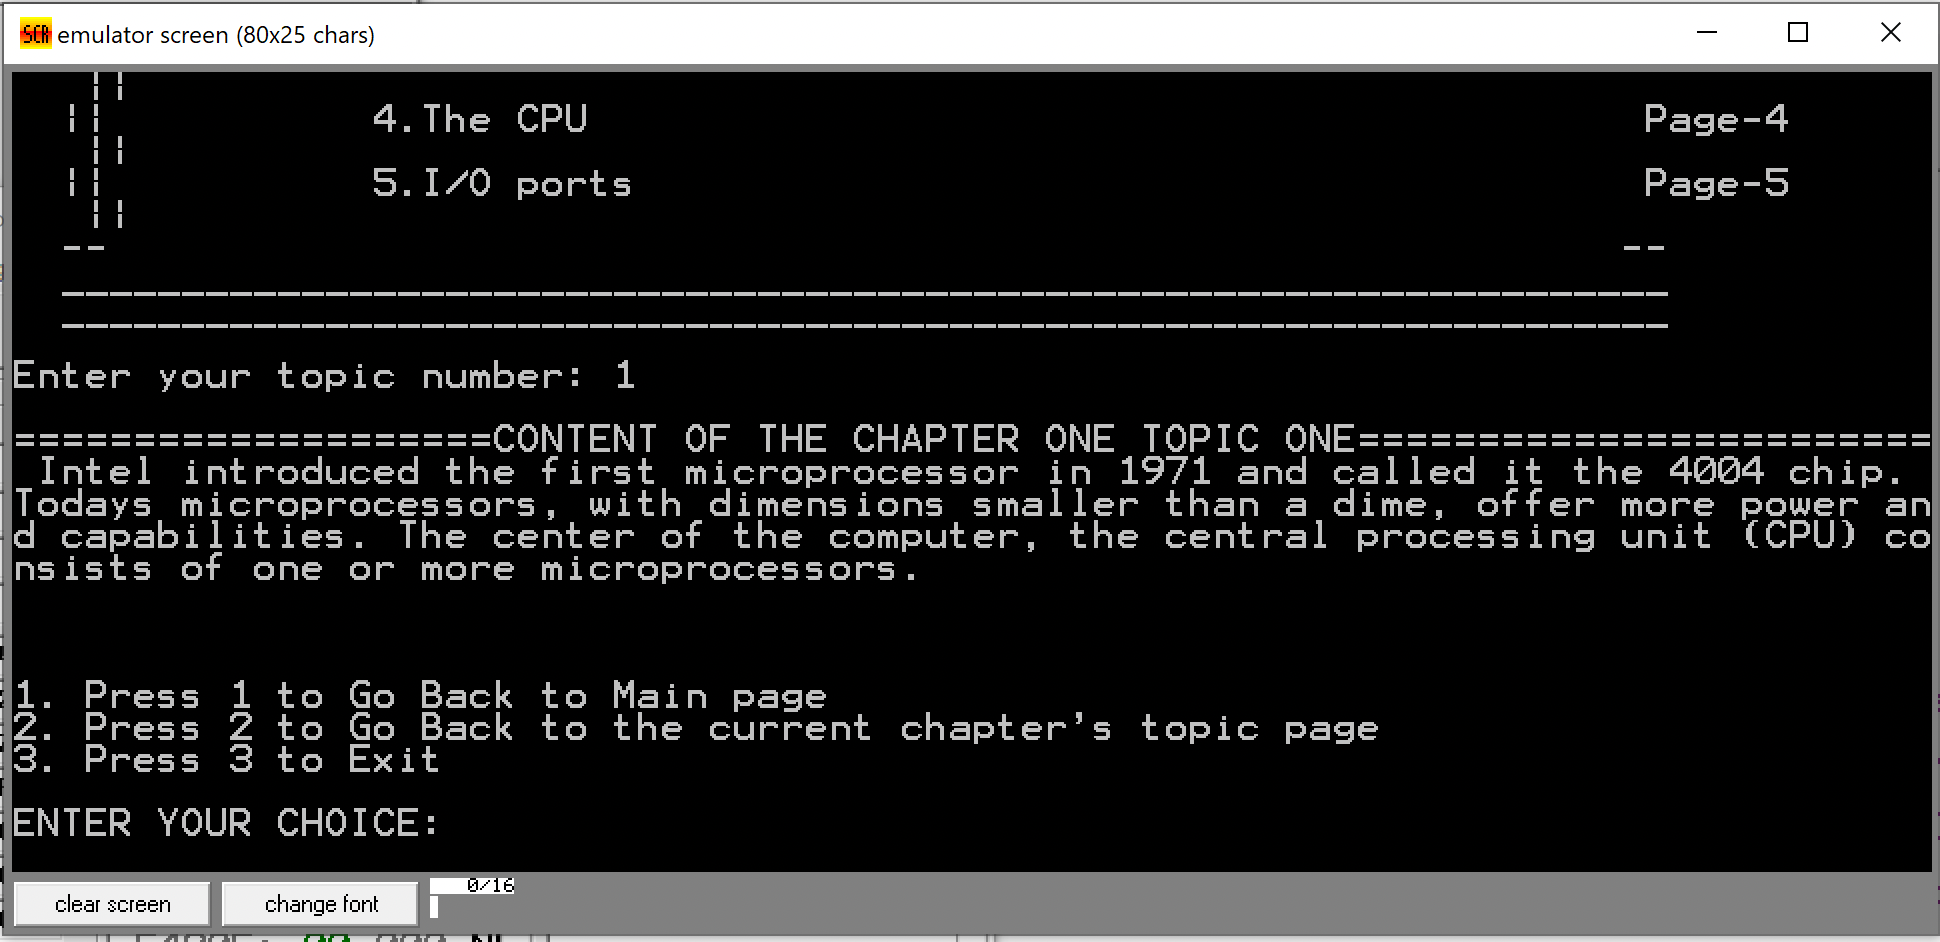 SCR emulator screen (80x25 chars)
4.The CPU Page-4
5.I/O ports Page-5
Enter your topic number: 1
====================CONTENT OF THE CHAPTER ONE TOPIC ONE========================
Intel introduced the first microprocessor in 1971 and called it the 4004 chip.
Todays microprocessors, with dimensions smaller than a dime, offer more power an
d capabilities. The center of the computer, the central processing unit (CPU) co
nsists of one or more microprocessors.
1. Press 1 to Go Back to Main page
2. Press 2 to Go Back to the current chapter's topic page
3. Press 3 to Exit
ENTER YOUR CHOICE:
clear screen change font 0/16